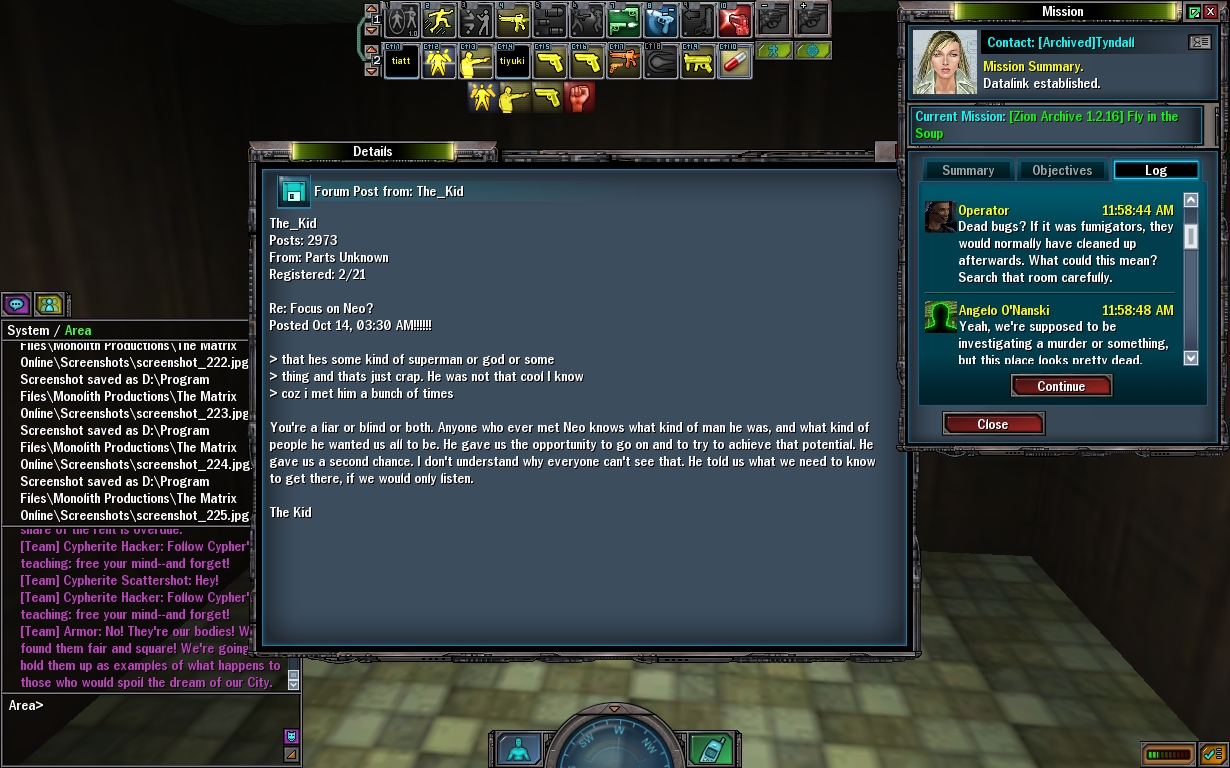 1
2
1.0
Ctrl1
Ctrl2
Ctrl3
Ctrl4
Ctrl5
Ctrl6
Ctrl9
Ctrl10
tiatt
tiyuki
Mission
Contact: [Archived]Tyndall
Mission Summary.
Datalink established.
Current Mission: [Zion Archive 1.2.16] Fly in the
Soup
Summary
Objectives
Log
Operator
11:58:44 AM
Dead bugs? If it was fumigators, they
would normally have cleaned up
afterwards. What could this mean?
Search that room carefully.
Angelo O'Nanski
11:58:48 AM
Yeah, we're supposed to be
investigating a murder or something,
but this place looks pretty dead.
Continue
Close
Details
Forum Post from: The_Kid
The_Kid
Posts: 2973
From: Parts Unknown
Registered: 2/21
Re: Focus on Neo?
Posted Oct 14, 03:30 AM!!!!!!
> that hes some kind of superman or god or some
> thing and thats just crap. He was not that cool I know
> coz i met him a bunch of times
You're a liar or blind or both. Anyone who ever met Neo knows what kind of man he was, and what kind of
people he wanted us all to be. He gave us the opportunity to go on and to try to achieve that potential. He
gave us a second chance. I don't understand why everyone can't see that. He told us what we need to know
to get there, if we would only listen.
The Kid
System / Area
Files\Monolith Productions\The Matrix
Online\Screenshots\screenshot_222.jpg
Screenshot saved as D:\Program
Files\Monolith Productions\The Matrix
Online\Screenshots\screenshot_223.jpg
Screenshot saved as D:\Program
Files\Monolith Productions\The Matrix
Online\Screenshots\screenshot_224.jpg
Screenshot saved as D:\Program
Files\Monolith Productions\The Matrix
Online\Screenshots\screenshot_225.jpg
share of the rent is overdue.
[Team] Cypherite Hacker: Follow Cypher'
teaching: free your mind--and forget!
[Team] Cypherite Scattershot: Hey!
[Team] Cypherite Hacker: Follow Cypher'
teaching: free your mind--and forget!
[Team] Armor: No! They're our bodies! W
found them fair and square! We're going
hold them up as examples of what happens to
those who would spoil the dream of our City.
Area>
SW
W
NW